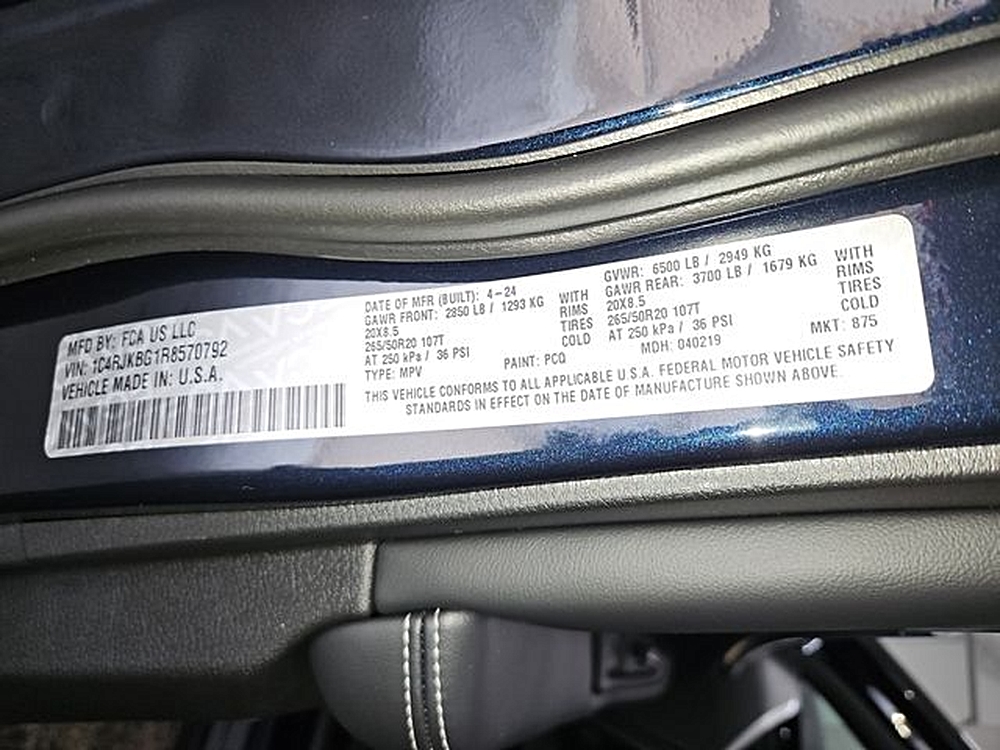 MFD BY: FCA US LLC
VIN: 1C4RJKBG1R8570792
VEHICLE MADE IN: U.S.A.
DATE OF MFR (BUILT): 4-24
GAWR FRONT: 2850 LB / 1293 KG WITH
20X8.5 RIMS
265/50R20 107T TIRES
AT 250 kPa / 36 PSI COLD
TYPE: MPV PAINT: PCQ
GVWR: 6500 LB / 2949 KG
GAWR REAR: 3700 LB / 1679 KG WITH
20X8.5 RIMS
265/50R20 107T TIRES
AT 250 kPa / 36 PSI COLD
MDH: 040219 MKT: 875
THIS VEHICLE CONFORMS TO ALL APPLICABLE U.S.A. FEDERAL MOTOR VEHICLE SAFETY
STANDARDS IN EFFECT ON THE DATE OF MANUFACTURE SHOWN ABOVE.